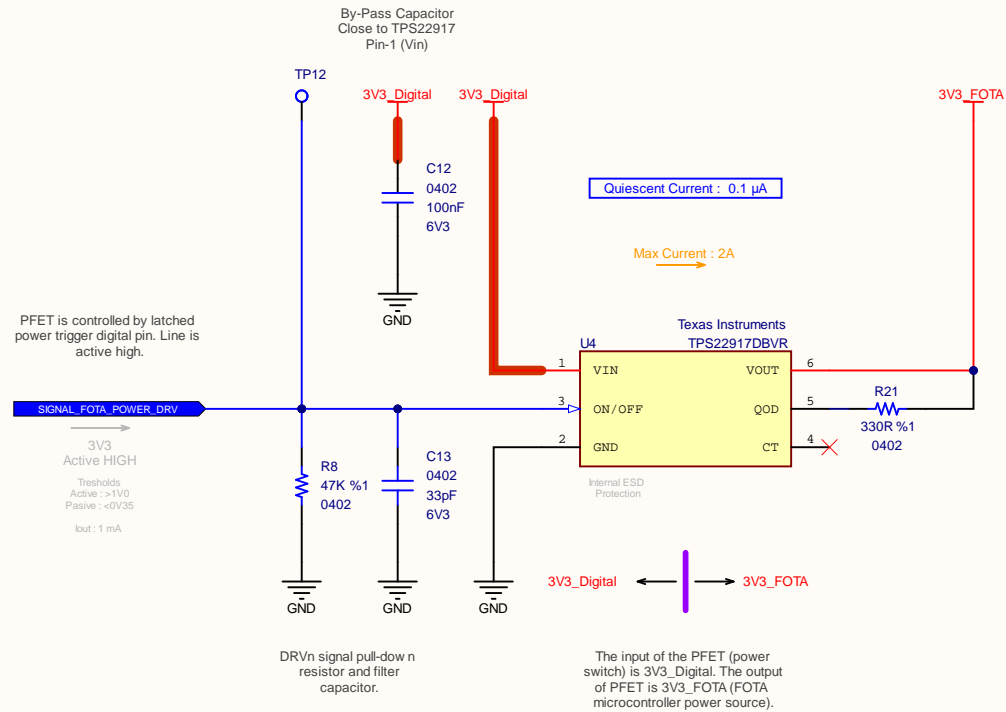 By-Pass Capacitor
Close to TPS22917
Pin-1 (Vin)
TP12
3V3_Digital
3V3_Digital
3V3_FOTA
C12
0402
100nF
6V3
Quiescent Current :  0.1 µA
Max Current : 2A
GND
PFET is controlled by latched
power trigger digital pin. Line is
active high.
Texas Instruments
U4
TPS22917DBVR
1
VIN
VOUT
6
SIGNAL_FOTA_POWER_DRV
3
ON/OFF
QOD
5
R21
330R %1
0402
2
GND
CT
4
3V3
Active HIGH
Tresholds
Active : >1V0
Pasive : <0V35
Iout : 1 mA
R8
47K %1
0402
C13
0402
33pF
6V3
Internal ESD
Protection
GND
GND
GND
3V3_Digital
3V3_FOTA
DRVn signal pull-down
resistor and filter
capacitor.
The input of the PFET (power
switch) is 3V3_Digital. The output
of PFET is 3V3_FOTA (FOTA
microcontroller power source).